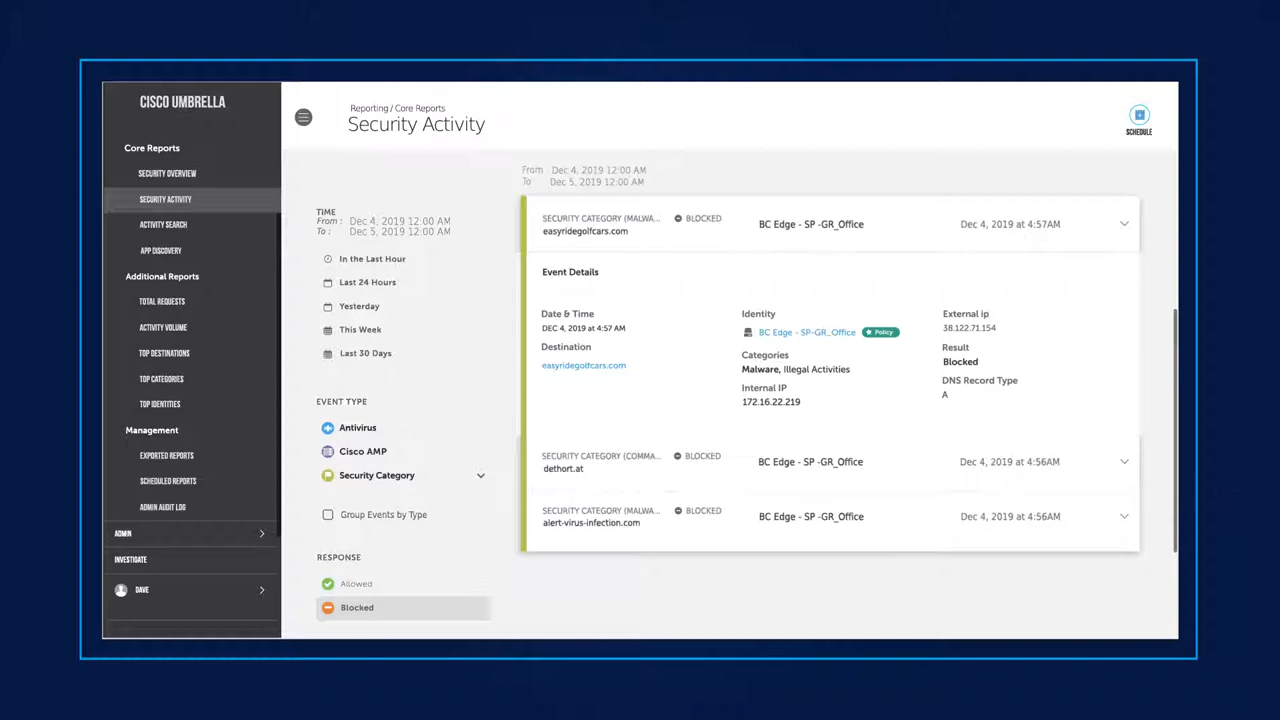 CISCO UMBRELLA
Core Reports
SECURITY OVERVIEW
SECURITY ACTIVITY
ACTIVITY SEARCH
APP DISCOVERY
Additional Reports
TOTAL REQUESTS
ACTIVITY VOLUME
TOP DESTINATIONS
TOP CATEGORIES
TOP IDENTITIES
Management
EXPORTED REPORTS
SCHEDULED REPORTS
ADMIN AUDIT LOG
ADMIN
INVESTIGATE
DAVE
Reporting / Core Reports
Security Activity
SCHEDULE
TIME
From : Dec 4, 2019 12:00 AM
To : Dec 5, 2019 12:00 AM
In the Last Hour
Last 24 Hours
Yesterday
This Week
Last 30 Days
EVENT TYPE
Antivirus
Cisco AMP
Security Category
Group Events by Type
RESPONSE
Allowed
Blocked
From Dec 4, 2019 12:00 AM
To Dec 5, 2019 12:00 AM
SECURITY CATEGORY (MALWA... BLOCKED
easyridegolfcars.com
BC Edge - SP -GR_Office
Dec 4, 2019 at 4:57AM
Event Details
Date & Time
DEC 4, 2019 at 4:57 AM
Destination
easyridegolfcars.com
Identity
BC Edge - SP-GR_Office Policy
Categories
Malware, Illegal Activities
Internal IP
172.16.22.219
External ip
38.122.71.154
Result
Blocked
DNS Record Type
A
SECURITY CATEGORY (COMMA... BLOCKED
dethort.at
BC Edge - SP -GR_Office
Dec 4, 2019 at 4:56AM
SECURITY CATEGORY (MALWA... BLOCKED
alert-virus-infection.com
BC Edge - SP -GR_Office
Dec 4, 2019 at 4:56AM